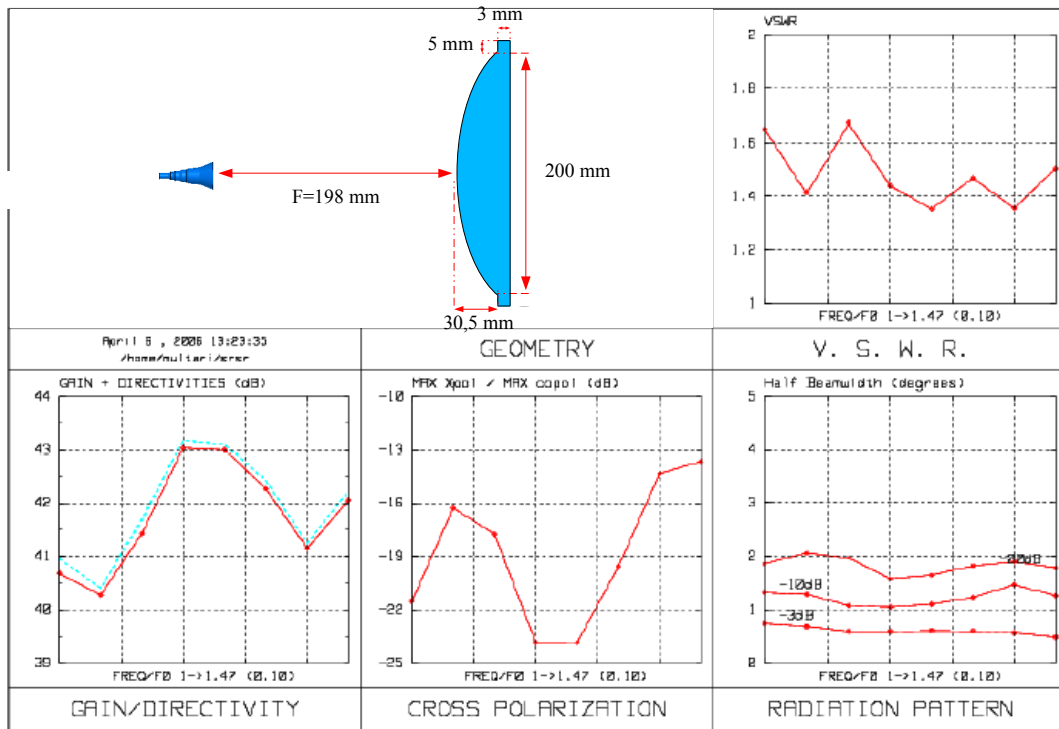 3 mm
5 mm
200 mm
F=198 mm
30,5 mm
VSWR
2
1.8
1.6
1.4
1.2
1
FREQ/F0 1->1.47 (0.10)
April 6 , 2006
GEOMETRY
V. S. W. R.
GAIN + DIRECTIVITIES (dB)
44
43
42
41
40
39
FREQ/F0 1->1.47 (0.10)
MAX Xpol / MAX copol (dB)
-10
-13
-16
-19
-22
-25
FREQ/F0 1->1.47 (0.10)
Half Beamwidth (degrees)
5
4
3
2
1
0
-20dB
-10dB
-3dB
FREQ/F0 1->1.47 (0.10)
GAIN/DIRECTIVITY
CROSS POLARIZATION
RADIATION PATTERN